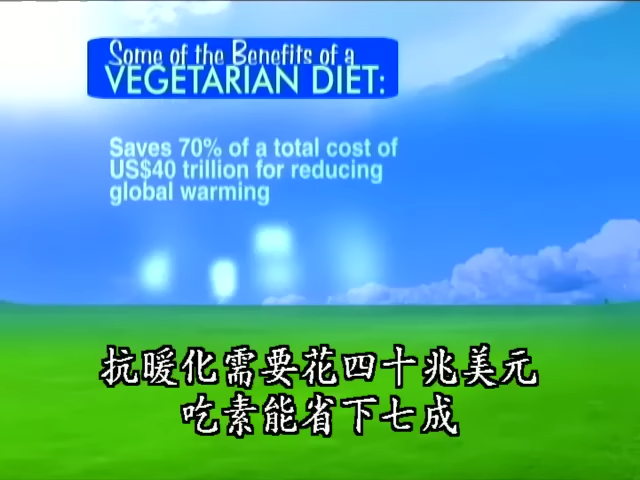 Some of the Benefits of a
VEGETARIAN DIET:
Saves 70% of a total cost of
US$40 trillion for reducing
global warming
抗暖化需要花四十兆美元
吃素能省下七成